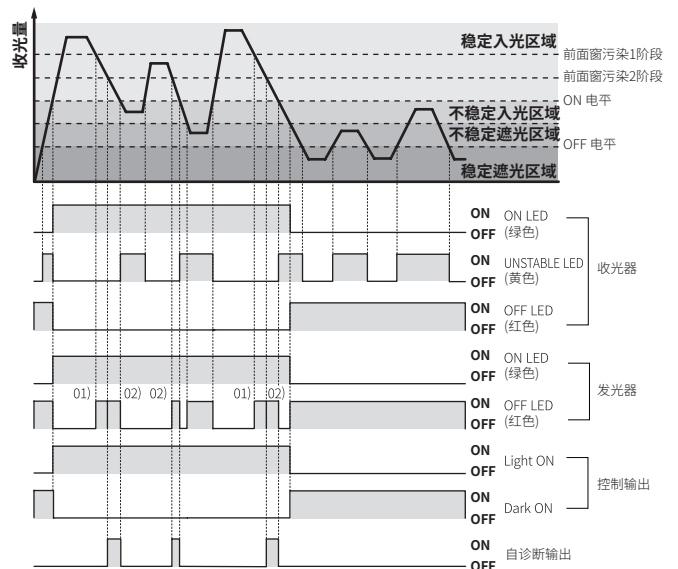 收光量
稳定入光区域
前面窗污染1阶段
前面窗污染2阶段
ON 电平
不稳定入光区域
不稳定遮光区域
OFF 电平
稳定遮光区域
ON
OFF
ON LED
(绿色)
ON
OFF
UNSTABLE LED
(黄色)
收光器
ON
OFF
OFF LED
(红色)
ON
OFF
ON LED
(绿色)
发光器
01)
02)
02)
01)
02)
ON
OFF
OFF LED
(红色)
ON
OFF
Light ON
控制输出
ON
OFF
Dark ON
ON
OFF
自诊断输出